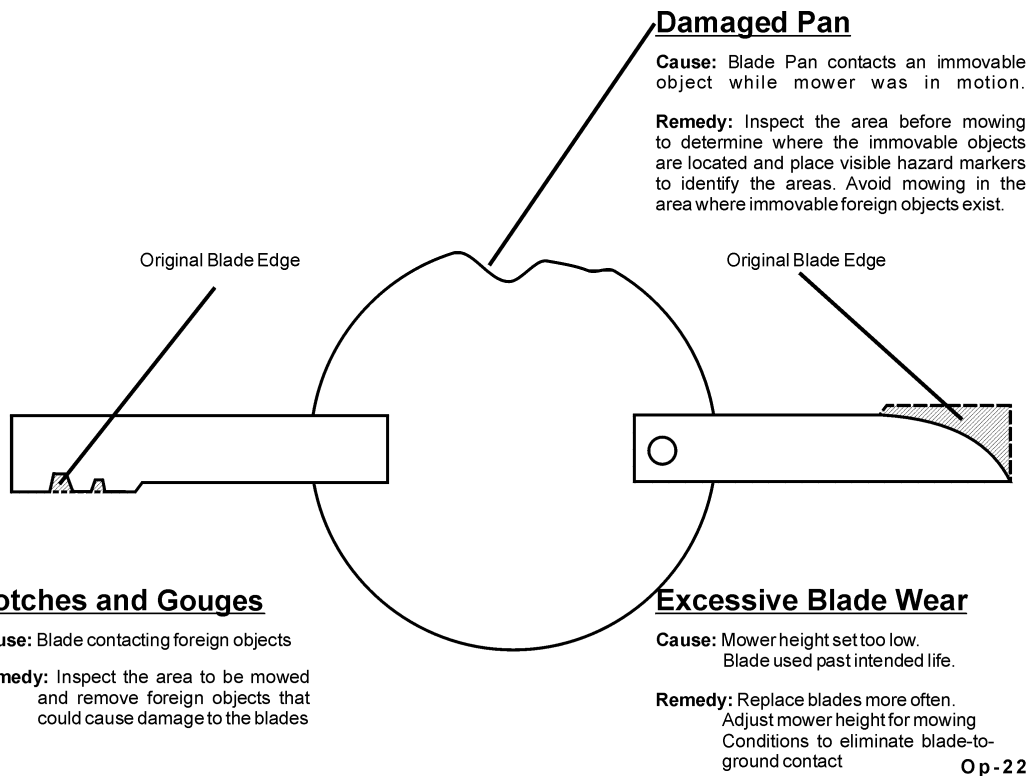 Damaged Pan
Cause: Blade Pan contacts an immovable
object while mower was in motion.
Remedy: Inspect the area before mowing
to determine where the immovable objects
are located and place visible hazard markers
to identify the areas. Avoid mowing in the
area where immovable foreign objects exist.
Original Blade Edge
Original Blade Edge
otches and Gouges
use: Blade contacting foreign objects
medy: Inspect the area to be mowed
and remove foreign objects that
could cause damage to the blades
Excessive Blade Wear
Cause: Mower height set too low.
Blade used past intended life.
Remedy: Replace blades more often.
Adjust mower height for mowing
Conditions to eliminate blade-to-
ground contact
Op-22